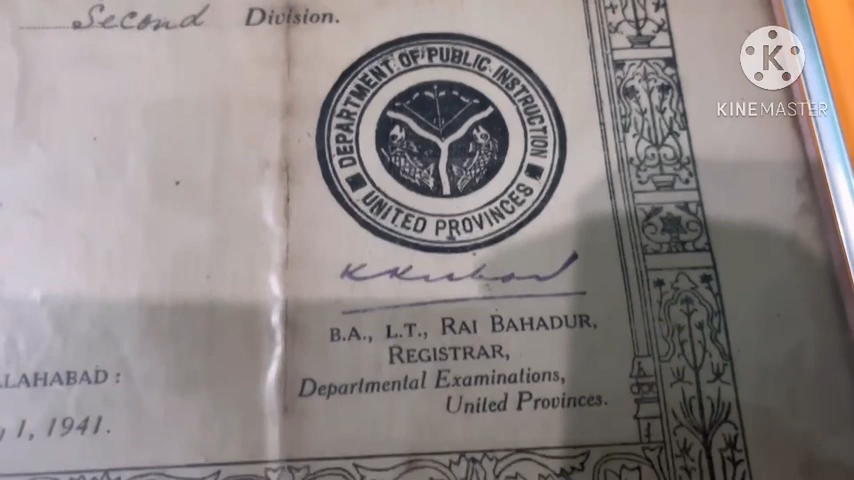 Second Division.
DEPARTMENT OF PUBLIC INSTRUCTION
UNITED PROVINCES
K
KINEMASTER
B.A., L.T., RAI BAHADUR,
REGISTRAR,
Departmental Examinations,
United Provinces.
LAHABAD :
1, 1941.